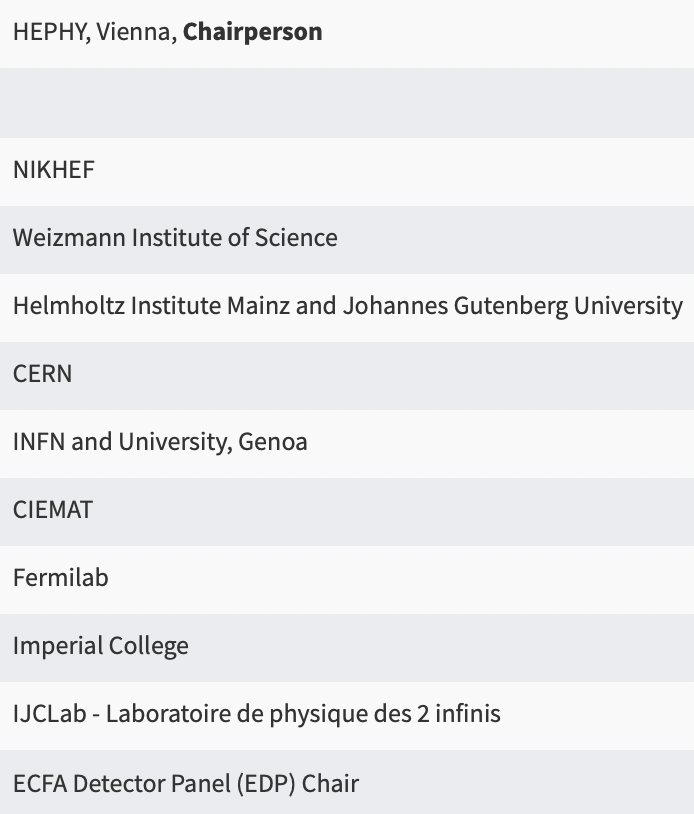 HEPHY, Vienna, Chairperson
NIKHEF
Weizmann Institute of Science
Helmholtz Institute Mainz and Johannes Gutenberg University
CERN
INFN and University, Genoa
CIEMAT
Fermilab
Imperial College
IJCLab - Laboratoire de physique des 2 infinis
ECFA Detector Panel (EDP) Chair